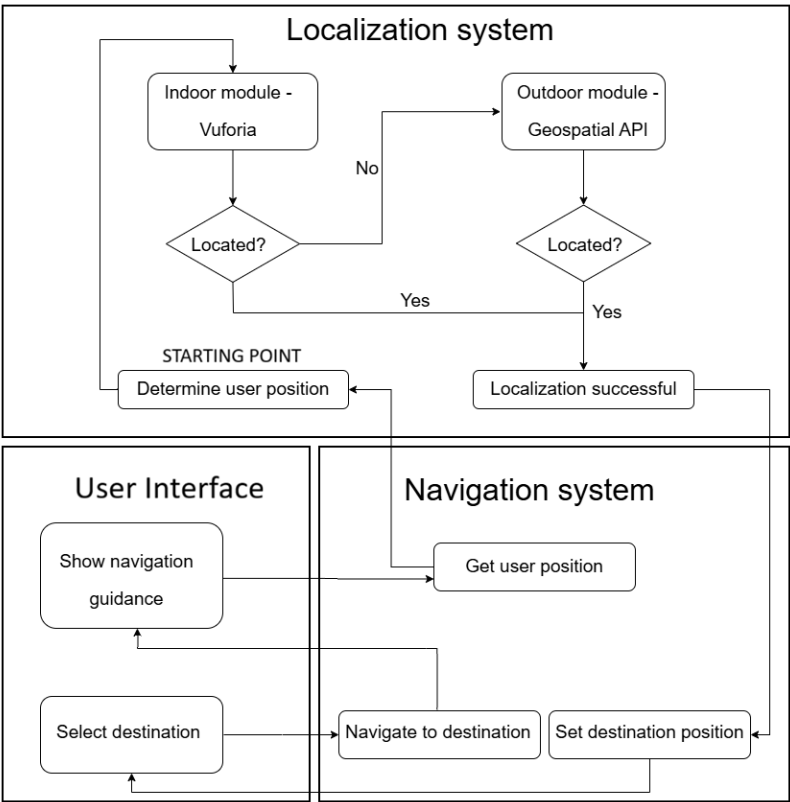 Localization system
Indoor module -
Vuforia
Outdoor module -
Geospatial API
No
Located?
Located?
Yes
Yes
STARTING POINT
Determine user position
Localization successful
User Interface
Navigation system
Show navigation
guidance
Get user position
Select destination
Navigate to destination
Set destination position